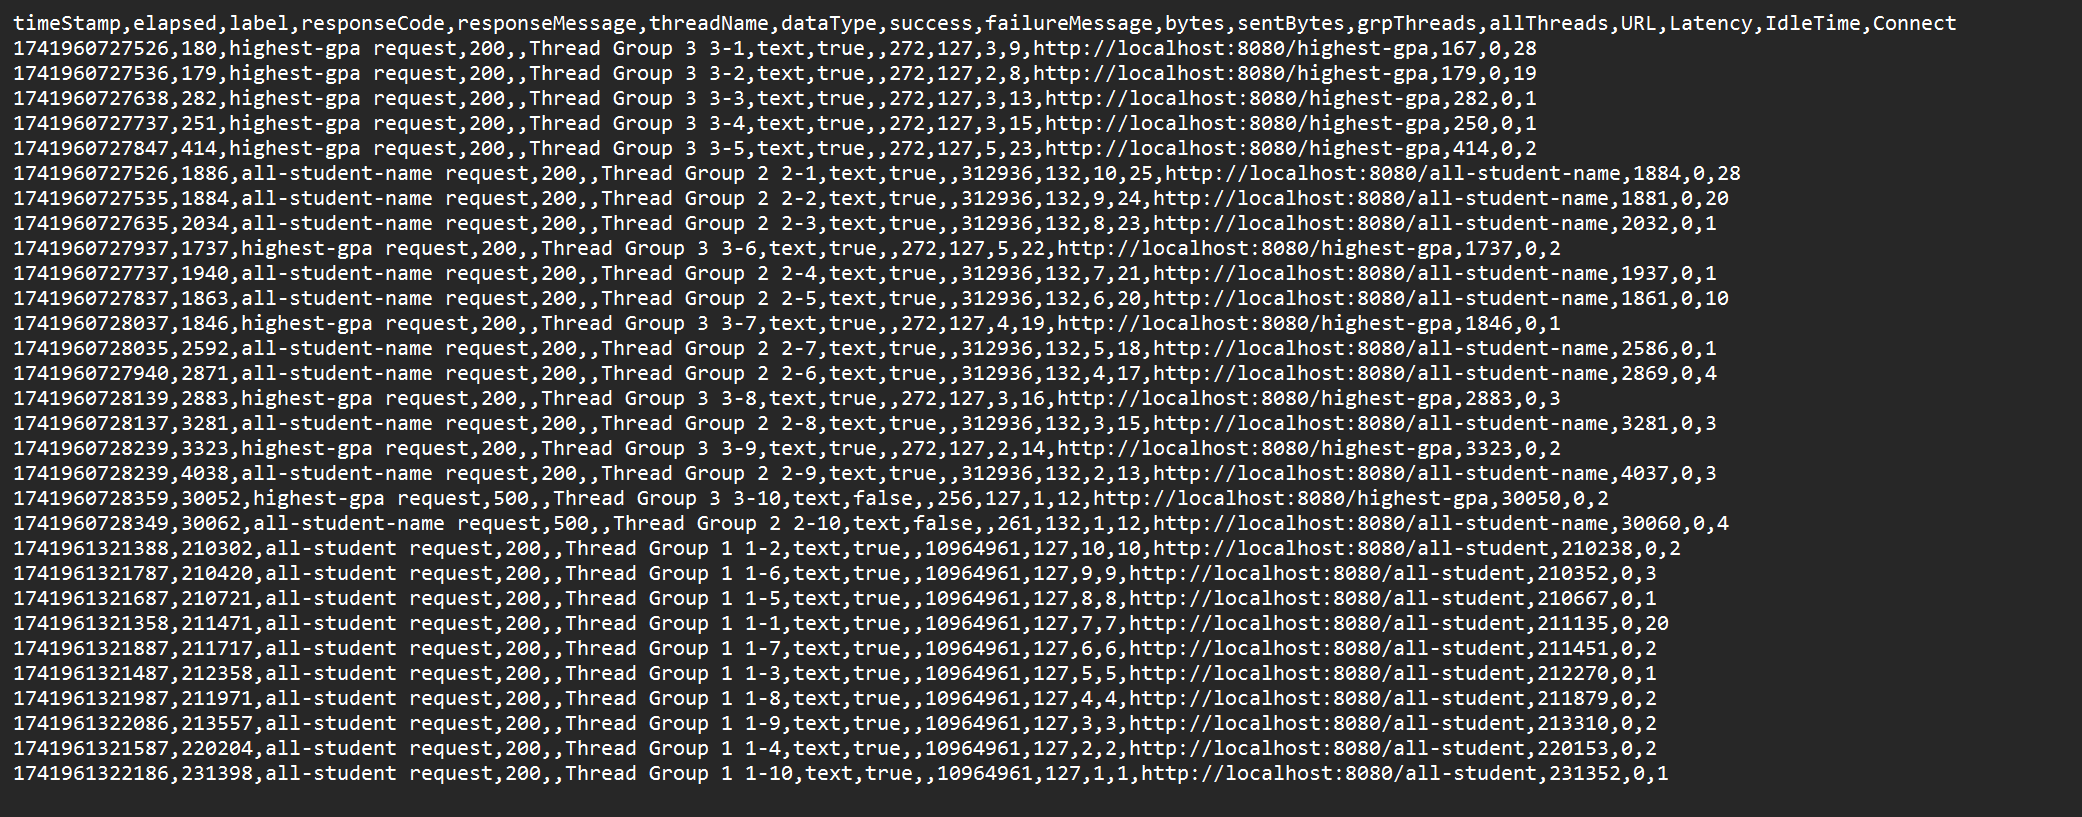 timeStamp,elapsed,label,responseCode,responseMessage,threadName,dataType,success,failureMessage,bytes,sentBytes,grpThreads,allThreads,URL,Latency,IdleTime,Connect
1741960727526,180,highest-gpa request,200,,Thread Group 3 3-1,text,true,,272,127,3,9,http://localhost:8080/highest-gpa,167,0,28
1741960727536,179,highest-gpa request,200,,Thread Group 3 3-2,text,true,,272,127,2,8,http://localhost:8080/highest-gpa,179,0,19
1741960727638,282,highest-gpa request,200,,Thread Group 3 3-3,text,true,,272,127,3,13,http://localhost:8080/highest-gpa,282,0,1
1741960727737,251,highest-gpa request,200,,Thread Group 3 3-4,text,true,,272,127,3,15,http://localhost:8080/highest-gpa,250,0,1
1741960727847,414,highest-gpa request,200,,Thread Group 3 3-5,text,true,,272,127,5,23,http://localhost:8080/highest-gpa,414,0,2
1741960727526,1886,all-student-name request,200,,Thread Group 2 2-1,text,true,,312936,132,10,25,http://localhost:8080/all-student-name,1884,0,28
1741960727535,1884,all-student-name request,200,,Thread Group 2 2-2,text,true,,312936,132,9,24,http://localhost:8080/all-student-name,1881,0,20
1741960727635,2034,all-student-name request,200,,Thread Group 2 2-3,text,true,,312936,132,8,23,http://localhost:8080/all-student-name,2032,0,1
1741960727937,1737,highest-gpa request,200,,Thread Group 3 3-6,text,true,,272,127,5,22,http://localhost:8080/highest-gpa,1737,0,2
1741960727737,1940,all-student-name request,200,,Thread Group 2 2-4,text,true,,312936,132,7,21,http://localhost:8080/all-student-name,1937,0,1
1741960727837,1863,all-student-name request,200,,Thread Group 2 2-5,text,true,,312936,132,6,20,http://localhost:8080/all-student-name,1861,0,10
1741960728037,1846,highest-gpa request,200,,Thread Group 3 3-7,text,true,,272,127,4,19,http://localhost:8080/highest-gpa,1846,0,1
1741960728035,2592,all-student-name request,200,,Thread Group 2 2-7,text,true,,312936,132,5,18,http://localhost:8080/all-student-name,2586,0,1
1741960727940,2871,all-student-name request,200,,Thread Group 2 2-6,text,true,,312936,132,4,17,http://localhost:8080/all-student-name,2869,0,4
1741960728139,2883,highest-gpa request,200,,Thread Group 3 3-8,text,true,,272,127,3,16,http://localhost:8080/highest-gpa,2883,0,3
1741960728137,3281,all-student-name request,200,,Thread Group 2 2-8,text,true,,312936,132,3,15,http://localhost:8080/all-student-name,3281,0,3
1741960728239,3323,highest-gpa request,200,,Thread Group 3 3-9,text,true,,272,127,2,14,http://localhost:8080/highest-gpa,3323,0,2
1741960728239,4038,all-student-name request,200,,Thread Group 2 2-9,text,true,,312936,132,2,13,http://localhost:8080/all-student-name,4037,0,3
1741960728359,30052,highest-gpa request,500,,Thread Group 3 3-10,text,false,,256,127,1,12,http://localhost:8080/highest-gpa,30050,0,2
1741960728349,30062,all-student-name request,500,,Thread Group 2 2-10,text,false,,261,132,1,12,http://localhost:8080/all-student-name,30060,0,4
1741961321388,210302,all-student request,200,,Thread Group 1 1-2,text,true,,10964961,127,10,10,http://localhost:8080/all-student,210238,0,2
1741961321787,210420,all-student request,200,,Thread Group 1 1-6,text,true,,10964961,127,9,9,http://localhost:8080/all-student,210352,0,3
1741961321687,210721,all-student request,200,,Thread Group 1 1-5,text,true,,10964961,127,8,8,http://localhost:8080/all-student,210667,0,1
1741961321358,211471,all-student request,200,,Thread Group 1 1-1,text,true,,10964961,127,7,7,http://localhost:8080/all-student,211135,0,20
1741961321887,211717,all-student request,200,,Thread Group 1 1-7,text,true,,10964961,127,6,6,http://localhost:8080/all-student,211451,0,2
1741961321487,212358,all-student request,200,,Thread Group 1 1-3,text,true,,10964961,127,5,5,http://localhost:8080/all-student,212270,0,1
1741961321987,211971,all-student request,200,,Thread Group 1 1-8,text,true,,10964961,127,4,4,http://localhost:8080/all-student,211879,0,2
1741961322086,213557,all-student request,200,,Thread Group 1 1-9,text,true,,10964961,127,3,3,http://localhost:8080/all-student,213310,0,2
1741961321587,220204,all-student request,200,,Thread Group 1 1-4,text,true,,10964961,127,2,2,http://localhost:8080/all-student,220153,0,2
1741961322186,231398,all-student request,200,,Thread Group 1 1-10,text,true,,10964961,127,1,1,http://localhost:8080/all-student,231352,0,1